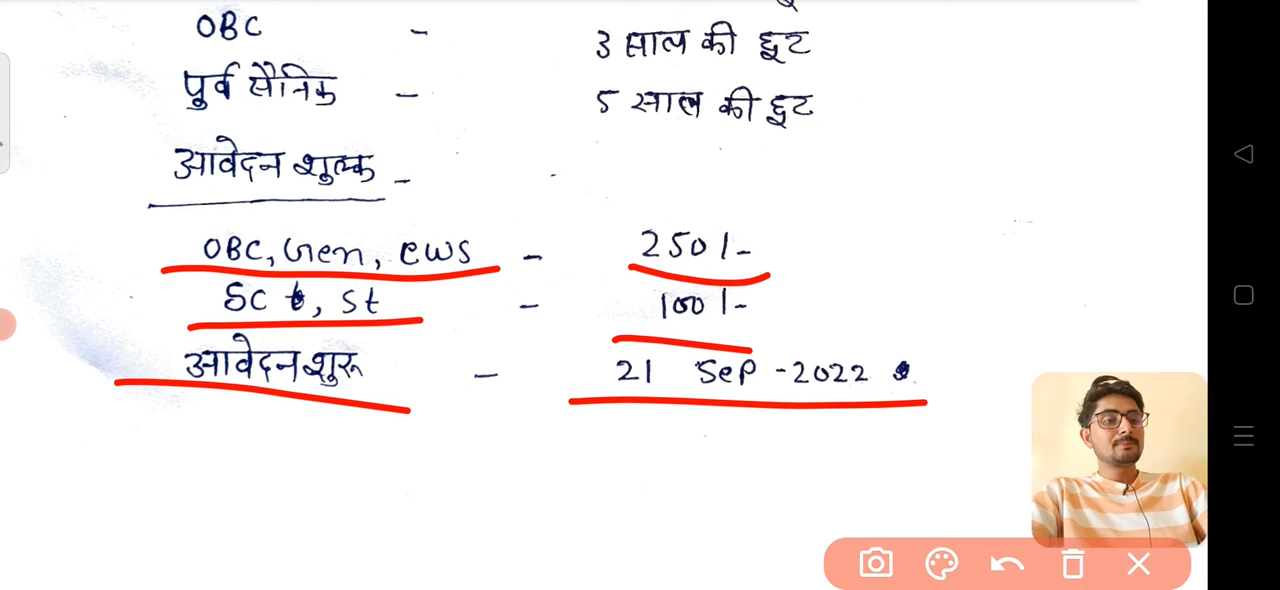 OBC - 3 साल की छूट
पुर्व सैनिक - 5 साल की छूट
आवेदन शुल्क -
OBC, Gen, EWS - 250/-
SC, St - 100/-
आवेदन शुरू - 21 Sep - 2022